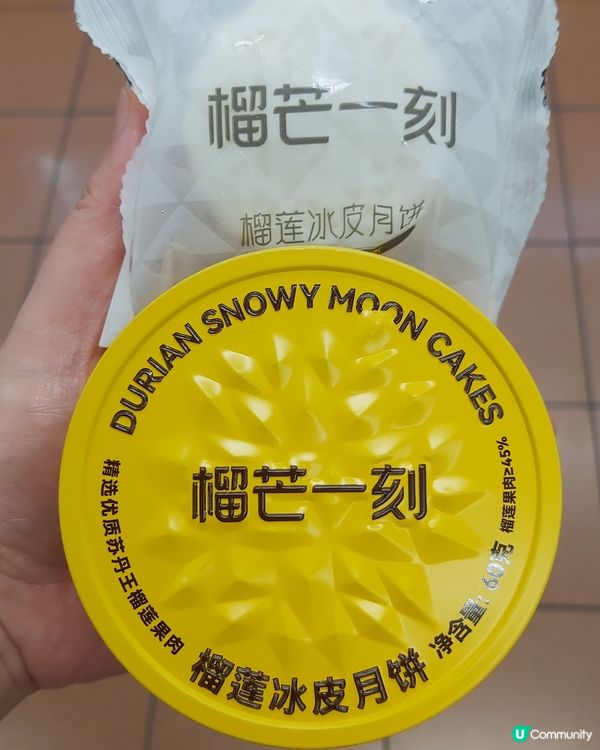 榴芒一刻
榴莲冰皮月饼
DURIAN SNOWY MOON CAKES
榴芒一刻
精选优质苏丹王榴莲果肉
榴莲冰皮月饼
净含量：60克
榴莲果肉≥45%
U Community